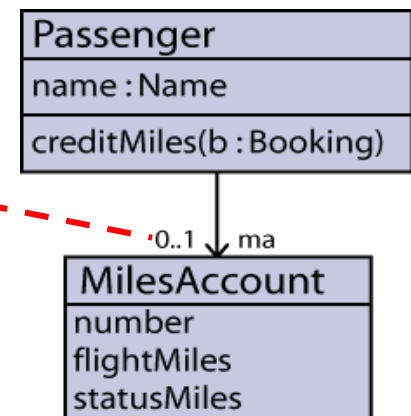 Passenger
name : Name
creditMiles(b : Booking)
0..1 ma
MilesAccount
number
flightMiles
statusMiles